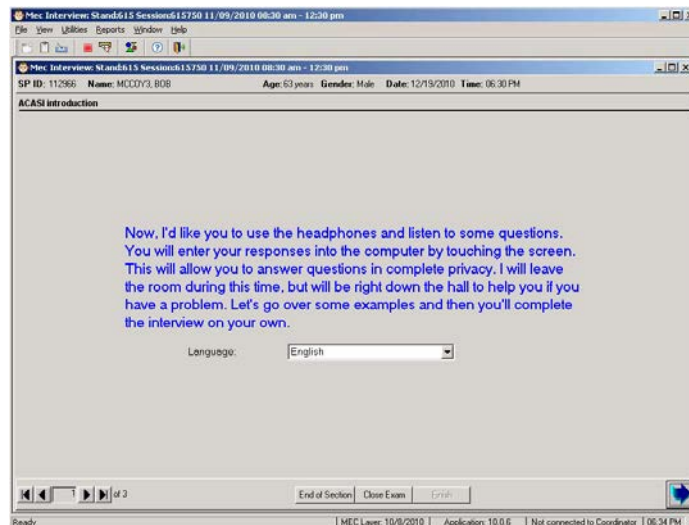 Mec Interview: Stand:615 Session:615750 11/09/2010 08:30 am - 12:30 pm
File View Utilities Reports Window Help
Mec Interview: Stand:615 Session:615750 11/09/2010 08:30 am - 12:30 pm
SP ID: 112966 Name: MCCOY3, BOB Age: 63 years Gender: Male Date: 12/19/2010 Time: 06:30 PM
ACASI introduction
Now, I'd like you to use the headphones and listen to some questions.
You will enter your responses into the computer by touching the screen.
This will allow you to answer questions in complete privacy. I will leave
the room during this time, but will be right down the hall to help you if you
have a problem. Let's go over some examples and then you'll complete
the interview on your own.
Language: English
1 of 3 End of Section Close Exam Finish
Ready MEC Layer: 10/8/2010 Application: 10.0.6 Not connected to Coordinator 06:34 PM